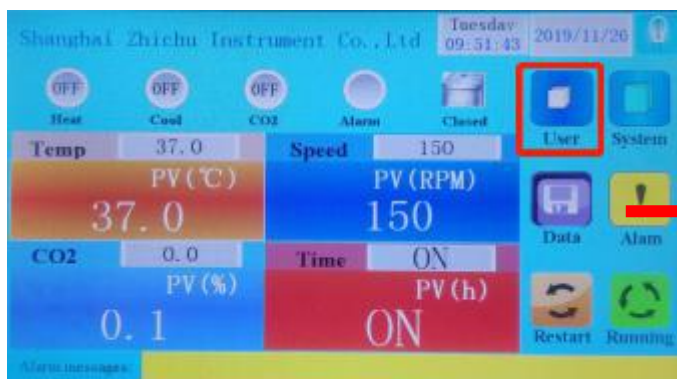 Shanghai Zhichu Instrument Co.,Ltd
Tuesday
09:51:43
2019/11/26
OFF OFF OFF
Heat Cool CO2 Alarm Closed
User System
Temp 37.0 Speed 150
PV(℃) PV(RPM)
37.0 150
Data Alam
CO2 0.0 Time ON
PV(%) PV(h)
0.1 ON
Restart Running
Alarm messages: